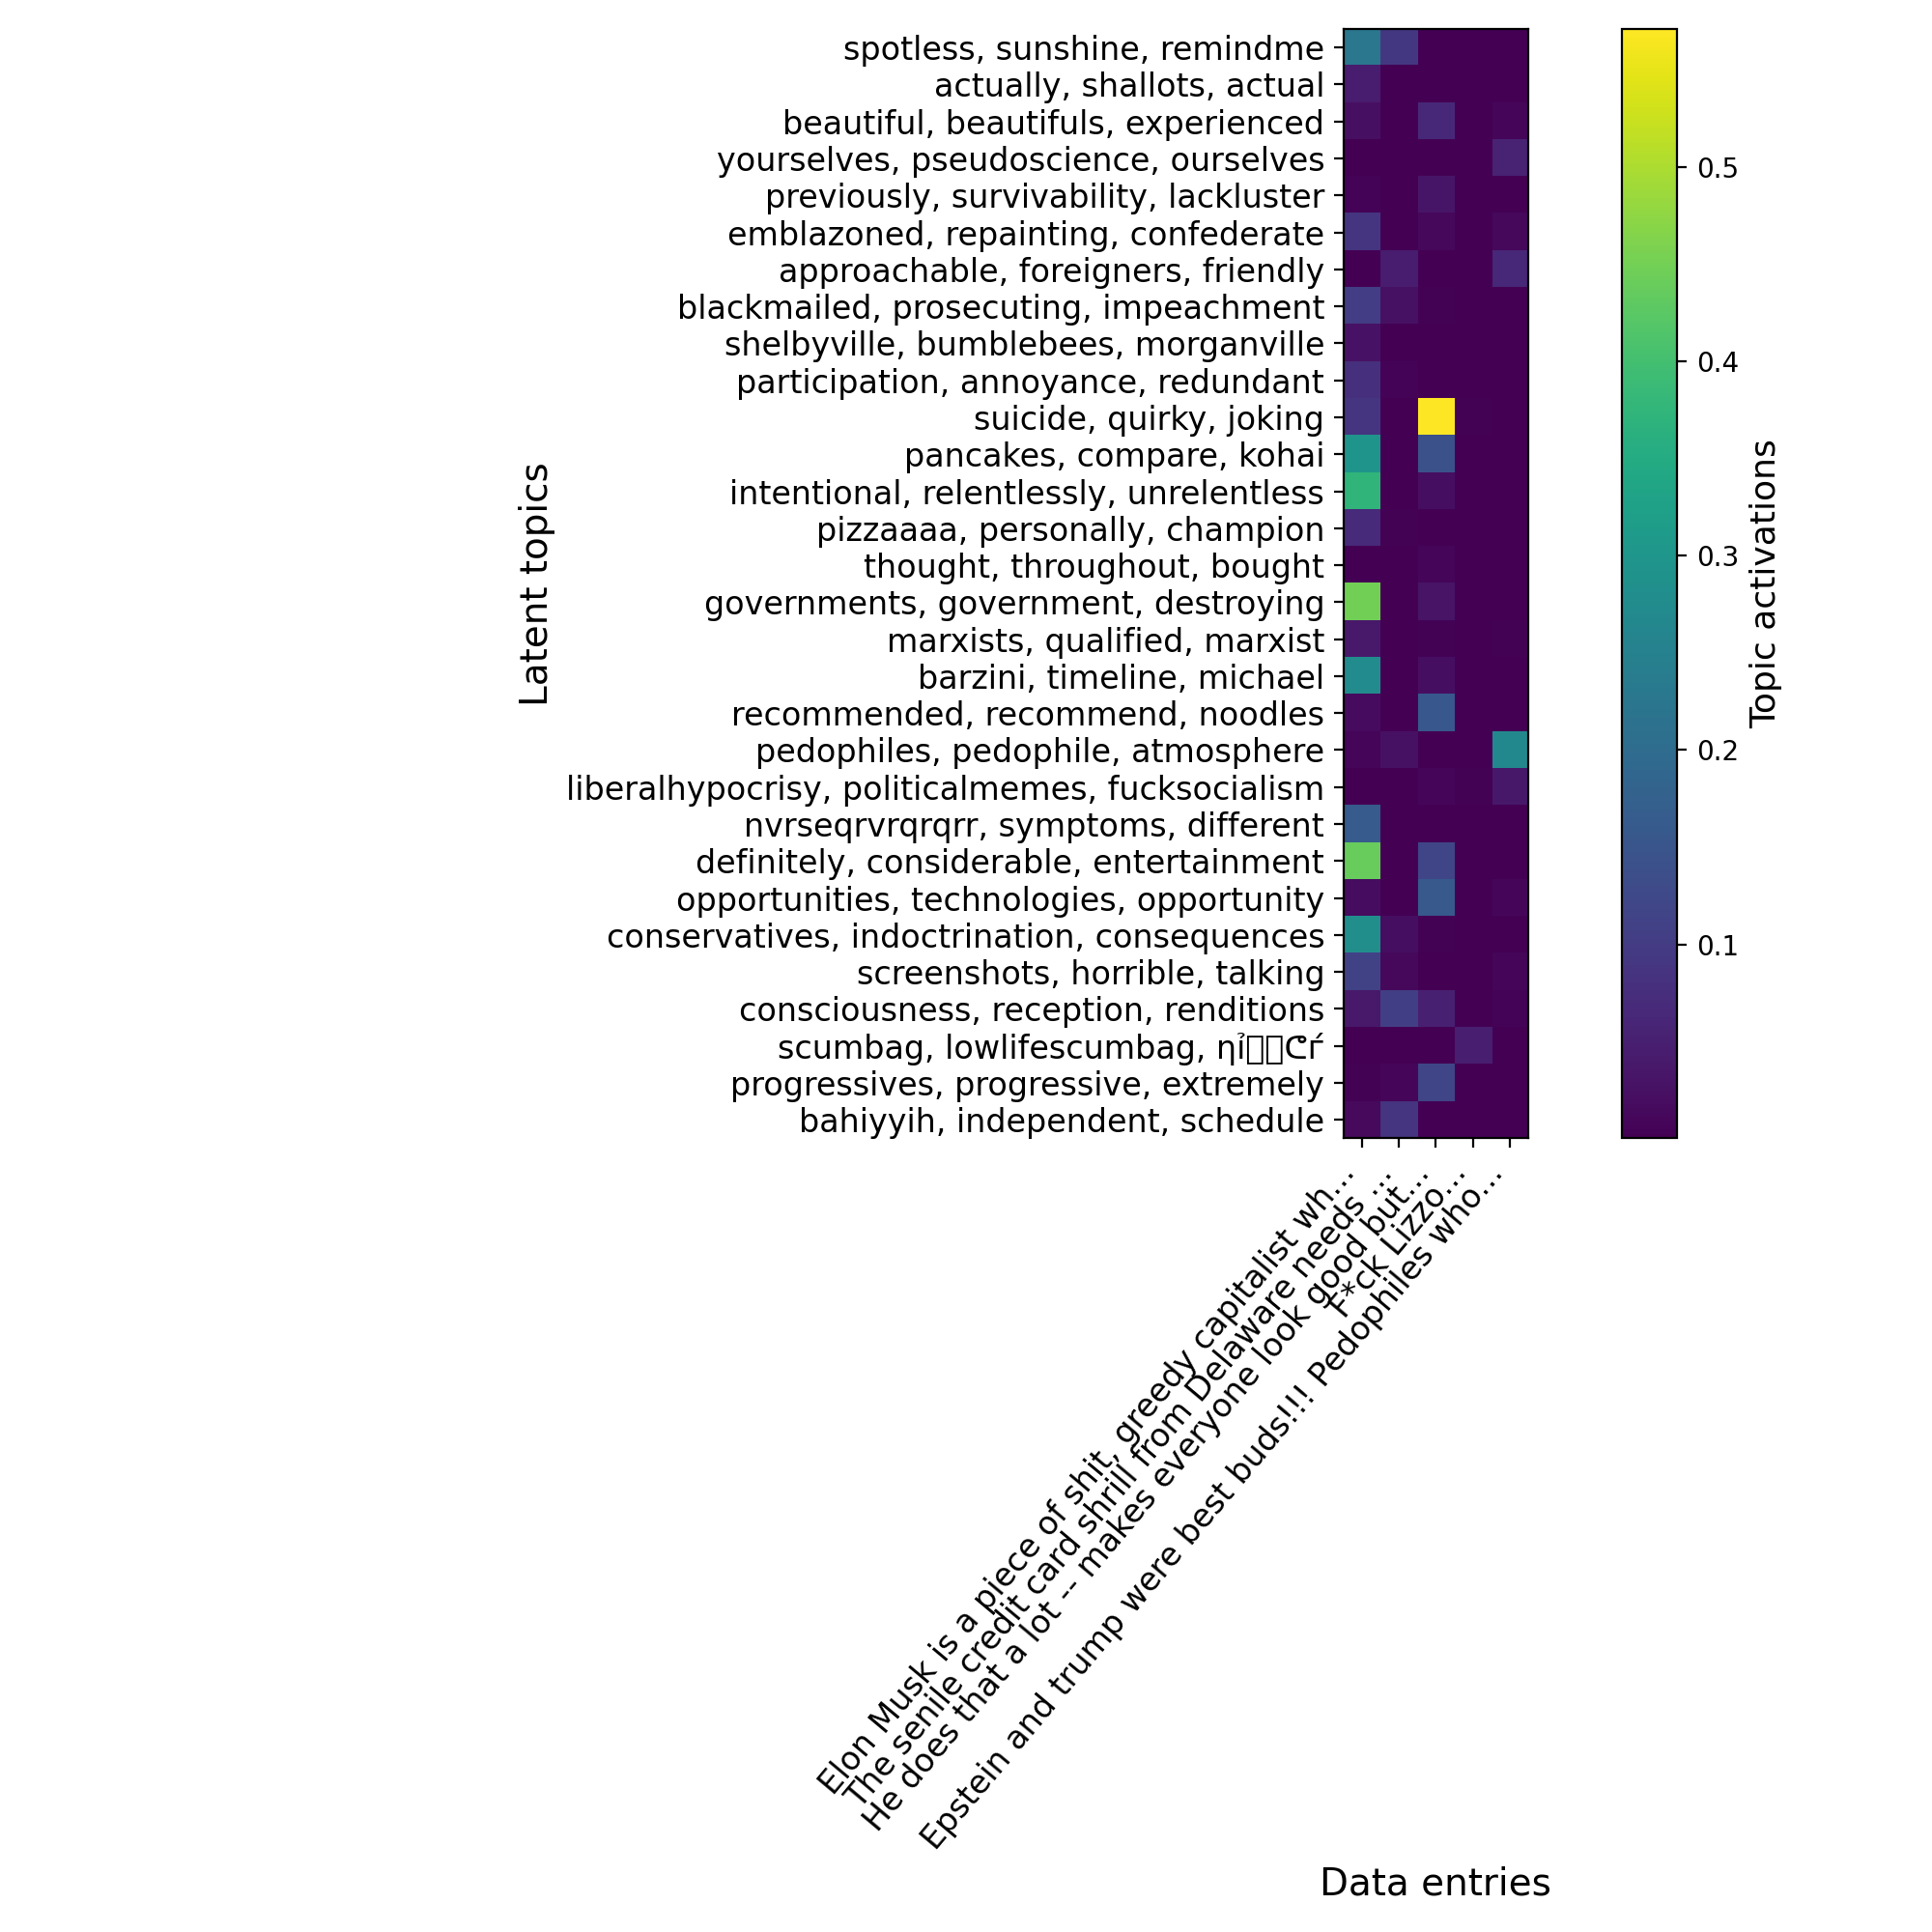 spotless, sunshine, remindme
actually, shallots, actual
beautiful, beautifuls, experienced
yourselves, pseudoscience, ourselves
previously, survivability, lackluster
emblazoned, repainting, confederate
approachable, foreigners, friendly
blackmailed, prosecuting, impeachment
shelbyville, bumblebees, morganville
participation, annoyance, redundant
suicide, quirky, joking
pancakes, compare, kohai
intentional, relentlessly, unrelentless
pizzaaaa, personally, champion
thought, throughout, bought
governments, government, destroying
marxists, qualified, marxist
barzini, timeline, michael
recommended, recommend, noodles
pedophiles, pedophile, atmosphere
liberalhypocrisy, politicalmemes, fucksocialism
nvrseqrvrqrqrr, symptoms, different
definitely, considerable, entertainment
opportunities, technologies, opportunity
conservatives, indoctrination, consequences
screenshots, horrible, talking
consciousness, reception, renditions
scumbag, lowlifescumbag,
progressives, progressive, extremely
bahiyyih, independent, schedule
Latent topics
Elon Musk is a piece of shit, greedy capitalist wh...
The senile credit card shrill from Delaware needs ...
He does that a lot -- makes everyone look good but...
F*ck Lizzo...
Epstein and trump were best buds!!! Pedophiles who...
Data entries
0.5
0.4
0.3
0.2
0.1
Topic activations